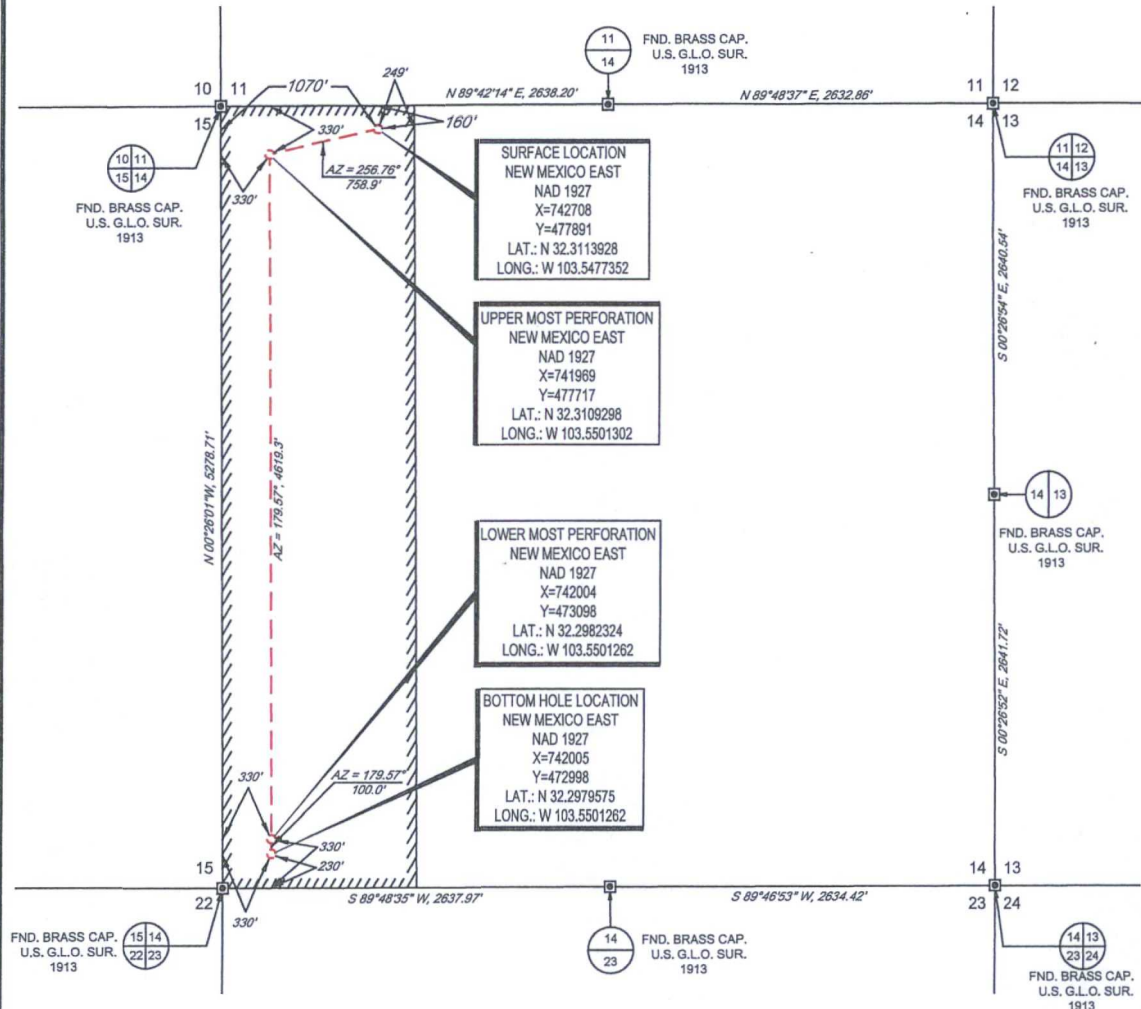 11
14
FND. BRASS CAP.
U.S. G.L.O. SUR.
1913
10 11
15
1070'
249'
N 89°42'14" E, 2638.20'
N 89°48'37" E, 2632.86'
11 12
14 13
330'
160'
AZ = 256.76°
758.9'
330'
10 11
15 14
FND. BRASS CAP.
U.S. G.L.O. SUR.
1913
11 12
14 13
FND. BRASS CAP.
U.S. G.L.O. SUR.
1913
SURFACE LOCATION
NEW MEXICO EAST
NAD 1927
X=742708
Y=477891
LAT.: N 32.3113928
LONG.: W 103.5477352
UPPER MOST PERFORATION
NEW MEXICO EAST
NAD 1927
X=741969
Y=477717
LAT.: N 32.3109298
LONG.: W 103.5501302
S 00°26'54" E, 2640.54'
N 00°26'01" W, 5278.71'
AZ = 179.57°, 4619.3'
14 13
FND. BRASS CAP.
U.S. G.L.O. SUR.
1913
LOWER MOST PERFORATION
NEW MEXICO EAST
NAD 1927
X=742004
Y=473098
LAT.: N 32.2982324
LONG.: W 103.5501262
BOTTOM HOLE LOCATION
NEW MEXICO EAST
NAD 1927
X=742005
Y=472998
LAT.: N 32.2979575
LONG.: W 103.5501262
S 00°26'52" E, 2641.72'
330'
AZ = 179.57°
100.0'
330'
230'
330'
15
22
S 89°48'35" W, 2637.97'
S 89°46'53" W, 2634.42'
14 13
23 24
FND. BRASS CAP.
U.S. G.L.O. SUR.
1913
15 14
22 23
14
23
FND. BRASS CAP.
U.S. G.L.O. SUR.
1913
14 13
23 24
FND. BRASS CAP.
U.S. G.L.O. SUR.
1913